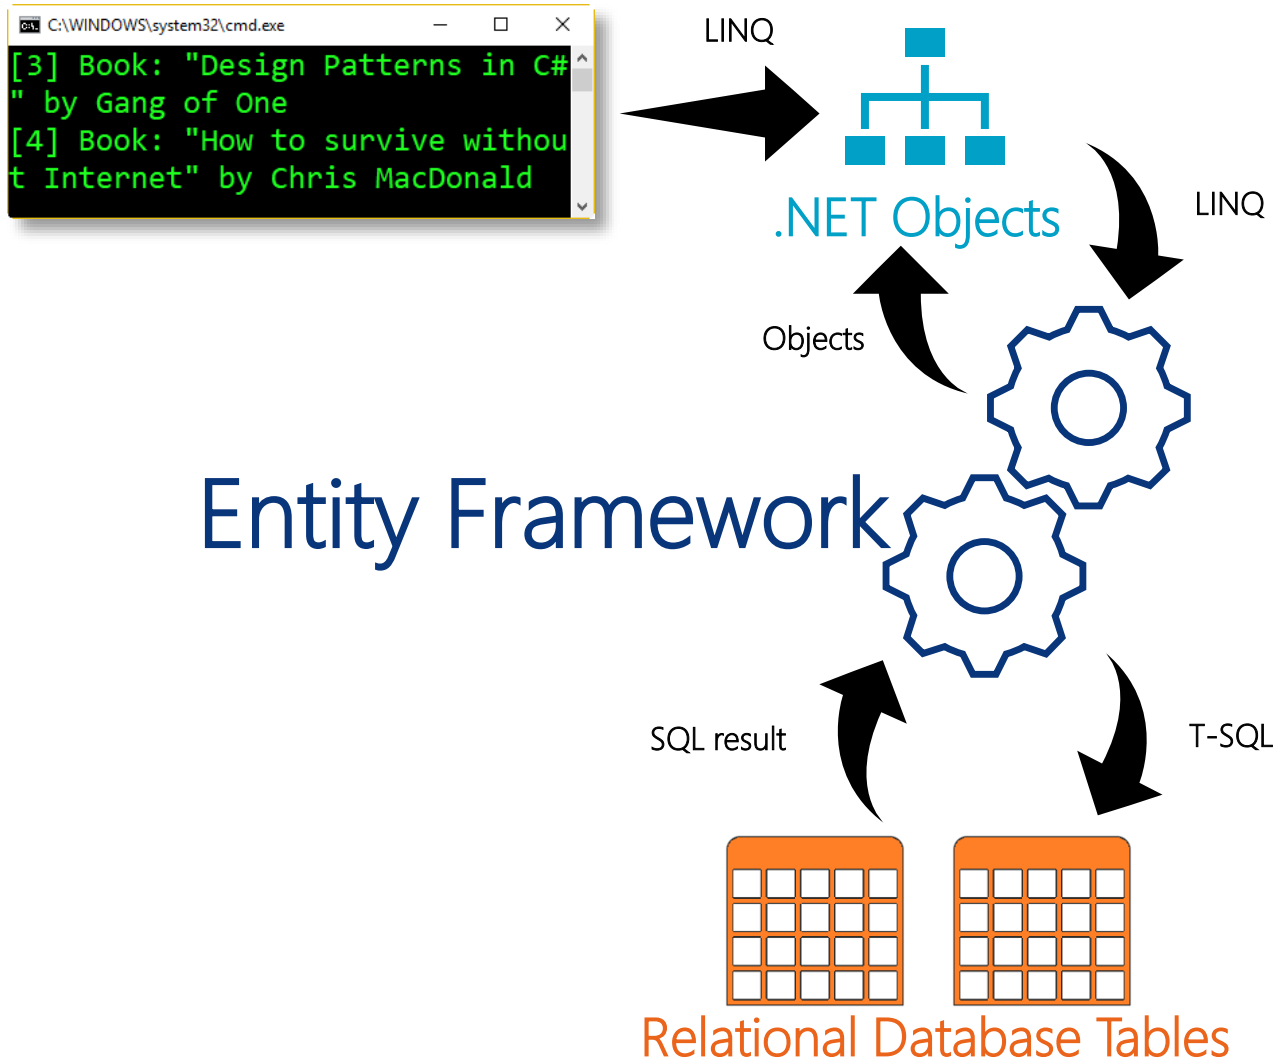 C:\WINDOWS\system32\cmd.exe
[3] Book: "Design Patterns in C#
" by Gang of One
[4] Book: "How to survive withou
t Internet" by Chris MacDonald
LINQ
.NET Objects
LINQ
Objects
Entity Framework
SQL result
T-SQL
Relational Database Tables